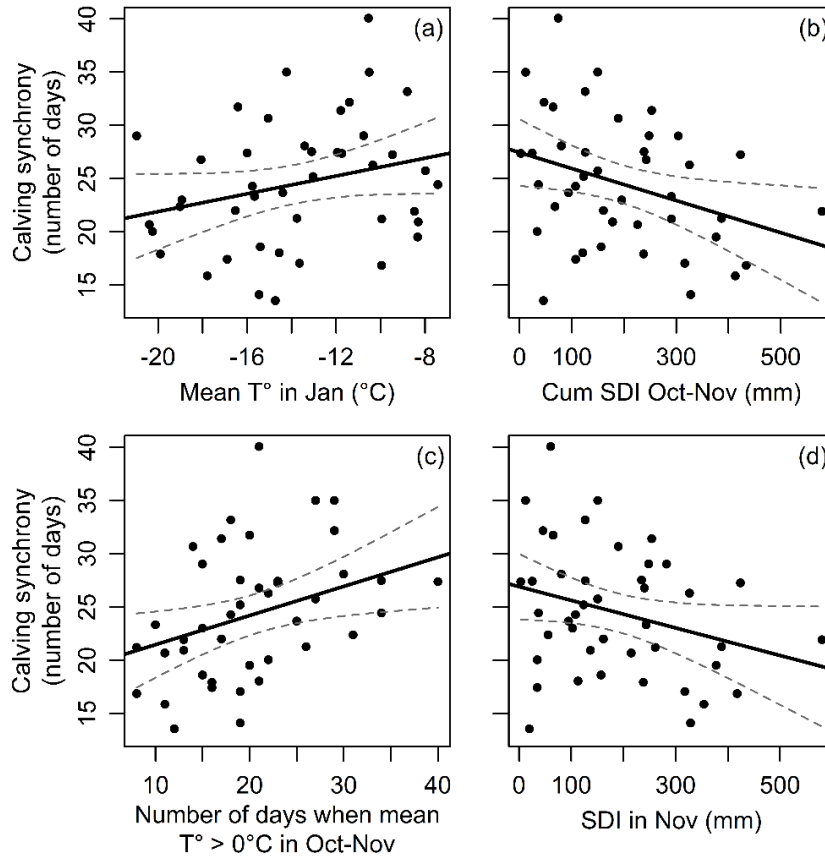 (a)
Calving synchrony
(number of days)
40
35
30
25
20
15
-20 -16 -12 -8
Mean T° in Jan (°C)
(b)
0 100 300 500
Cum SDI Oct-Nov (mm)
(c)
Calving synchrony
(number of days)
40
35
30
25
20
15
10 20 30 40
Number of days when mean
T° > 0°C in Oct-Nov
(d)
0 100 300 500
SDI in Nov (mm)